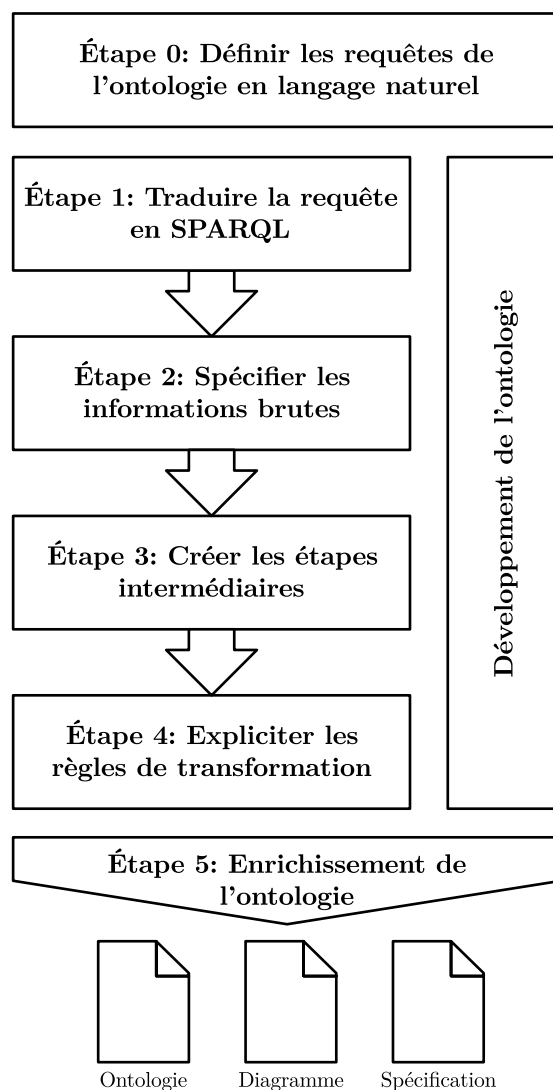 Étape 0: Définir les requêtes de
l'ontologie en langage naturel
Étape 1: Traduire la requête
en SPARQL
Étape 2: Spécifier les
informations brutes
Étape 3: Créer les étapes
intermédiaires
Étape 4: Expliciter les
règles de transformation
Développement de l'ontologie
Étape 5: Enrichissement de
l'ontologie
Ontologie
Diagramme
Spécification